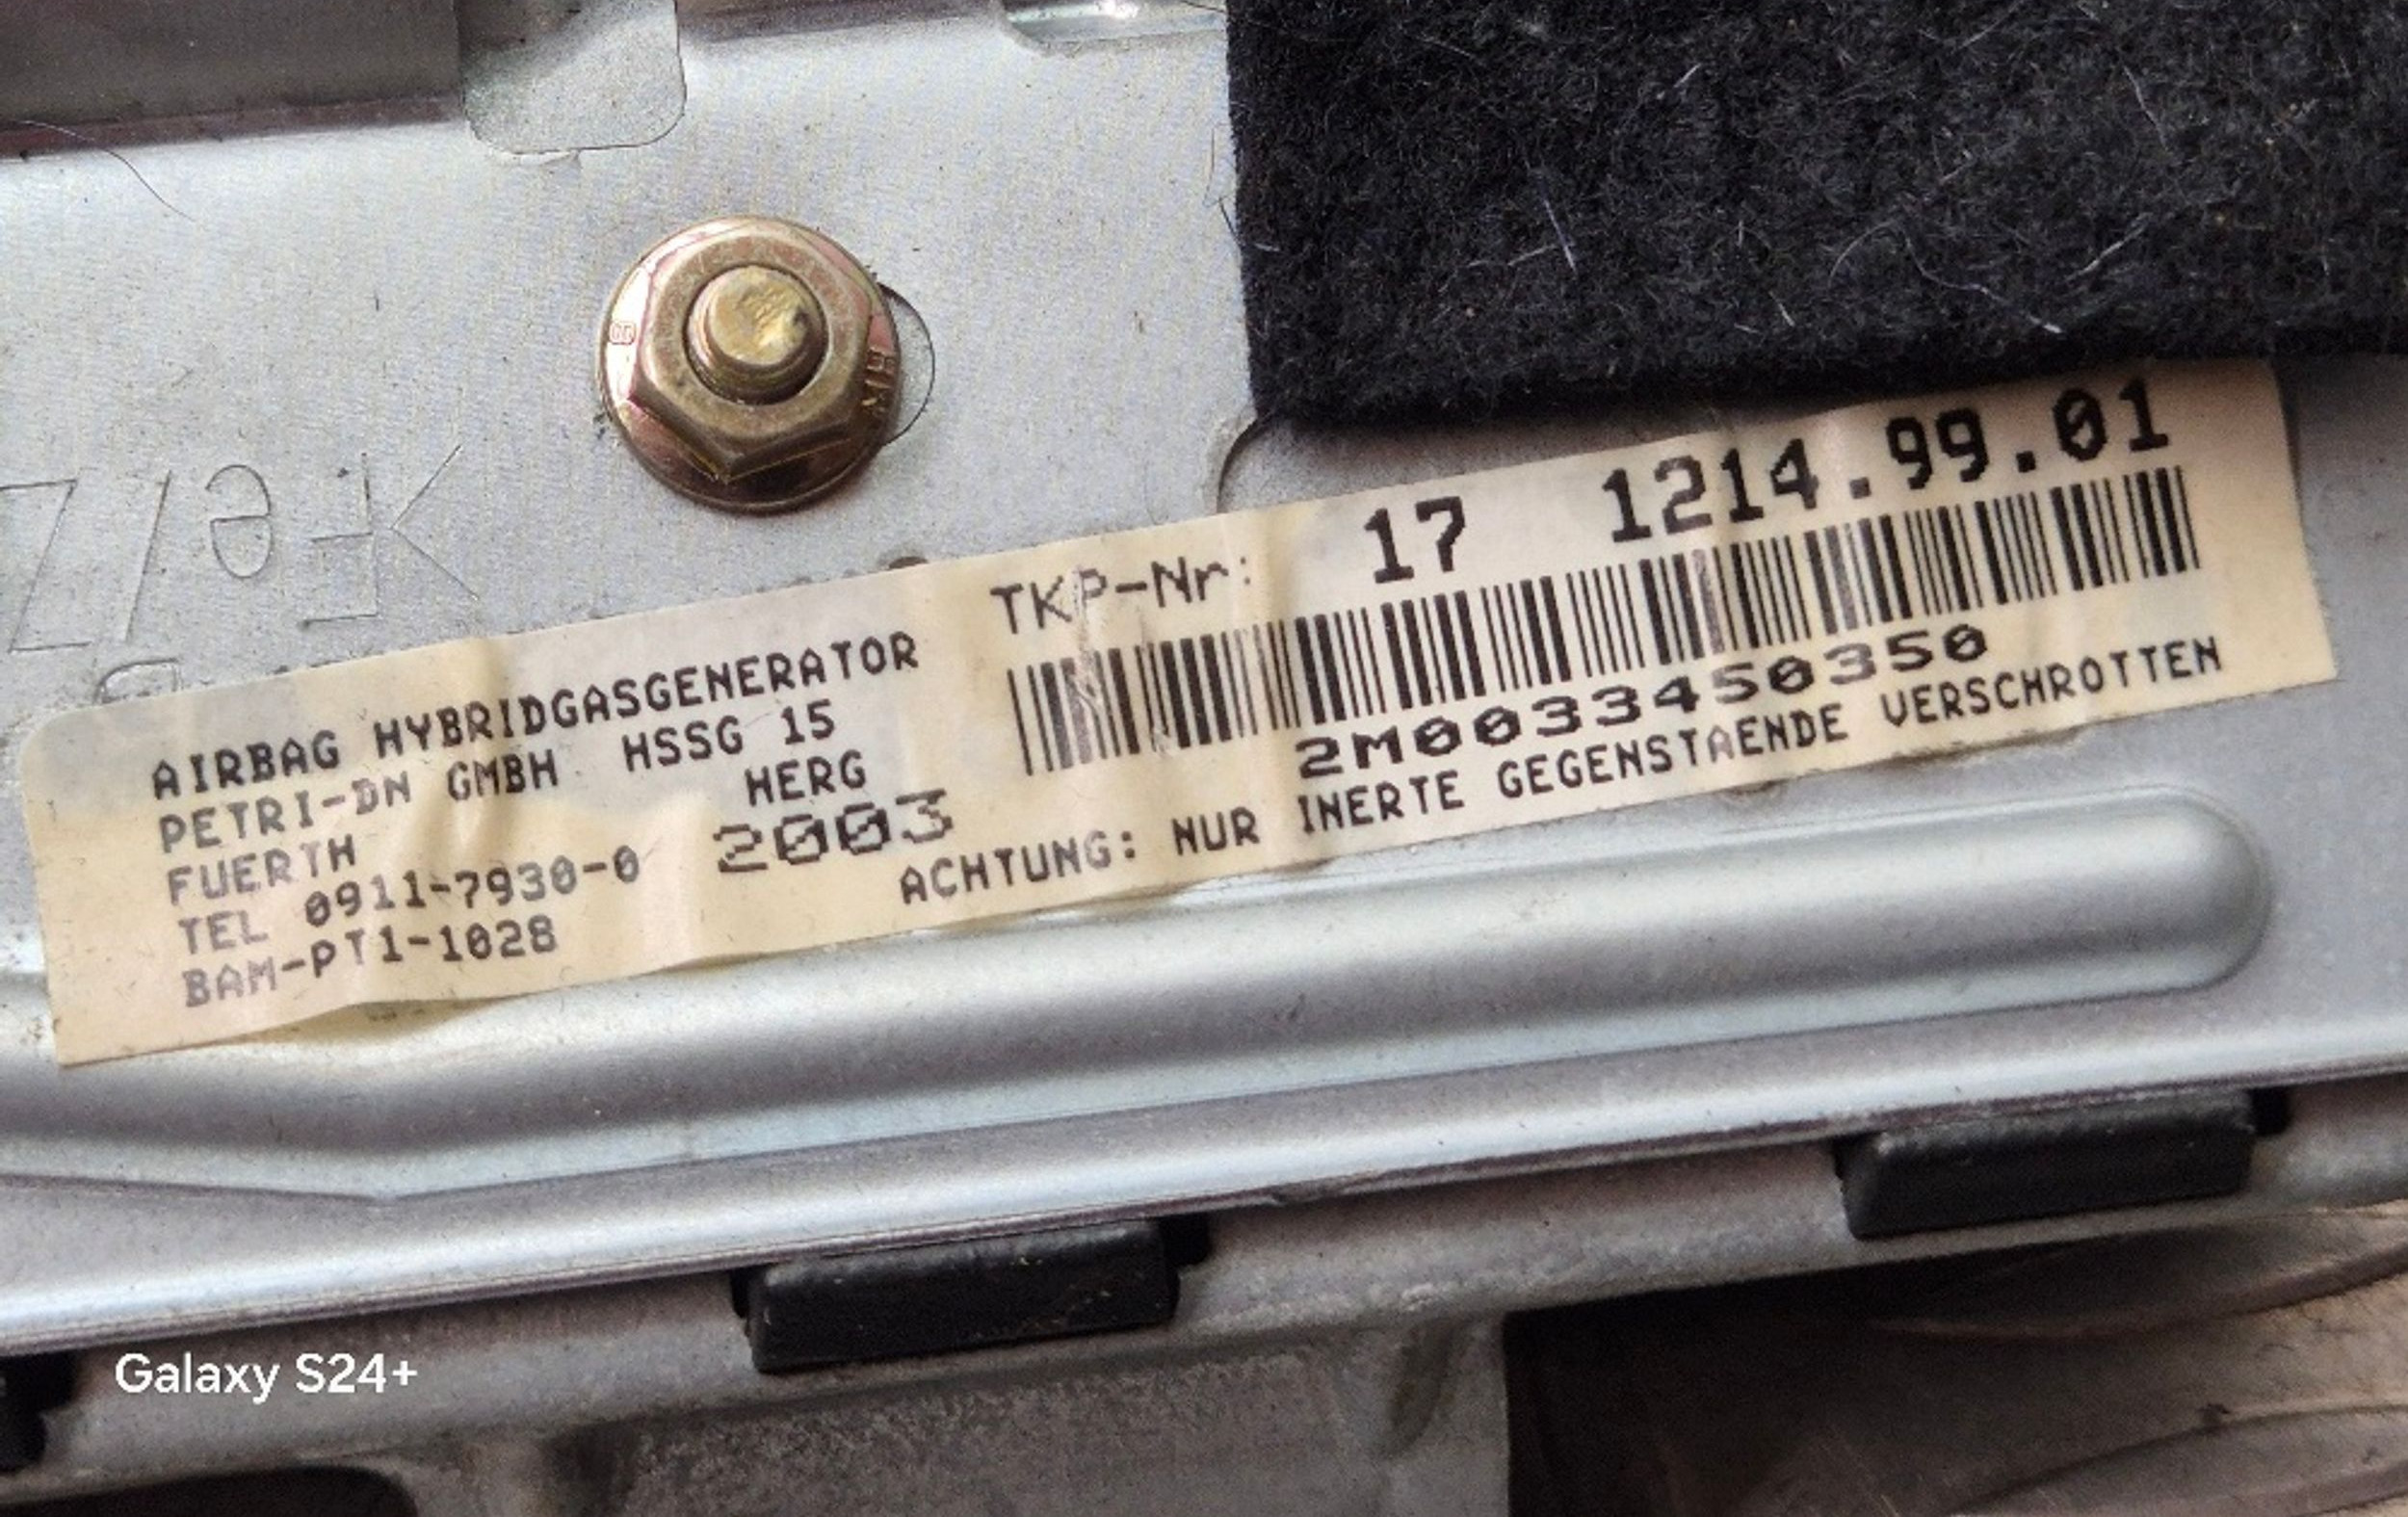 TKP-Nr: 17 1214.99.01
AIRBAG HYBRIDGASGENERATOR
PETRI-DN GMBH HSSG 15
FUERTH HERG
TEL 0911-7930-0 2003
BAM-PT1-1028
2M0033450350
ACHTUNG: NUR INERTE GEGENSTAENDE VERSCHROTTEN
Galaxy S24+